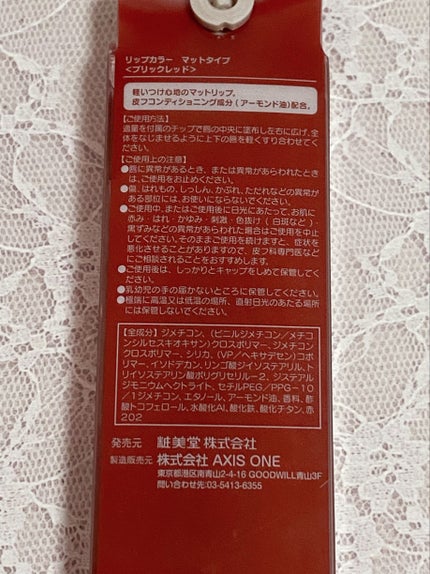 リップカラー　マットタイプ
＜ブリックレッド＞
軽いつけ心地のマットリップ。
皮フコンディショニング成分（アーモンド油）配合。
【ご使用方法】
適量を付属のチップで唇の中央に塗布し左右に広げ、全
体をなじませるように上下の唇を軽くすり合わせてく
ださい。
【ご使用上の注意】
●唇に異常があるとき、または異常があらわれたとき
は、ご使用をお止めください。
●傷、はれもの、しっしん、かぶれ、ただれなどの異常が
ある部位には、お使いにならないでください。
●ご使用中、またはご使用後に日光にあたって、お肌に
赤み・はれ・かゆみ・刺激・色抜け（白斑など）・
黒ずみなどの異常があらわれた場合はご使用を中止
してください。そのままご使用を続けますと、症状を
悪化させることがありますので、皮フ科専門医などに
ご相談されることをおすすめします。
●ご使用後は、しっかりとキャップをしめて保管してく
ださい。
●乳幼児の手の届かないところに保管してください。
●極端に高温又は低温の場所、直射日光のあたる場所
には保管しないでください。
【全成分】ジメチコン、（ビニルジメチコン/メチコ
ンシルセスキオキサン）クロスポリマー、ジメチコン
クロスポリマー、シリカ、（VP/ヘキサデセン）コポ
リマー、イソドデカン、リンゴ酸ジイソステアリル、ト
リイソステアリン酸ポリグリセリル-2、ジステアル
ジモニウムヘクトライト、セチルPEG/PPG-10
/1ジメチコン、エタノール、アーモンド油、香料、酢
酸トコフェロール、水酸化Al、酸化鉄、酸化チタン、赤
202
発売元　粧美堂 株式会社
製造販売元　株式会社 AXIS ONE
東京都港区南青山2-4-16 GOODWILL青山3F
問い合わせ先:03-5413-6355